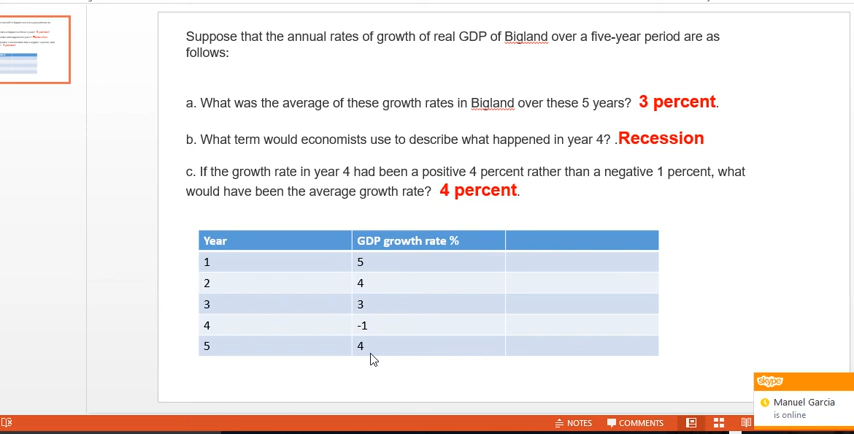 Suppose that the annual rates of growth of real GDP of Bigland over a five-year period are as
follows:
a. What was the average of these growth rates in Bigland over these 5 years? 3 percent.
b. What term would economists use to describe what happened in year 4? .Recession
c. If the growth rate in year 4 had been a positive 4 percent rather than a negative 1 percent, what
would have been the average growth rate? 4 percent.
Year GDP growth rate %
1 5
2 4
3 3
4 -1
5 4
skype
Manuel Garcia
is online
NOTES COMMENTS